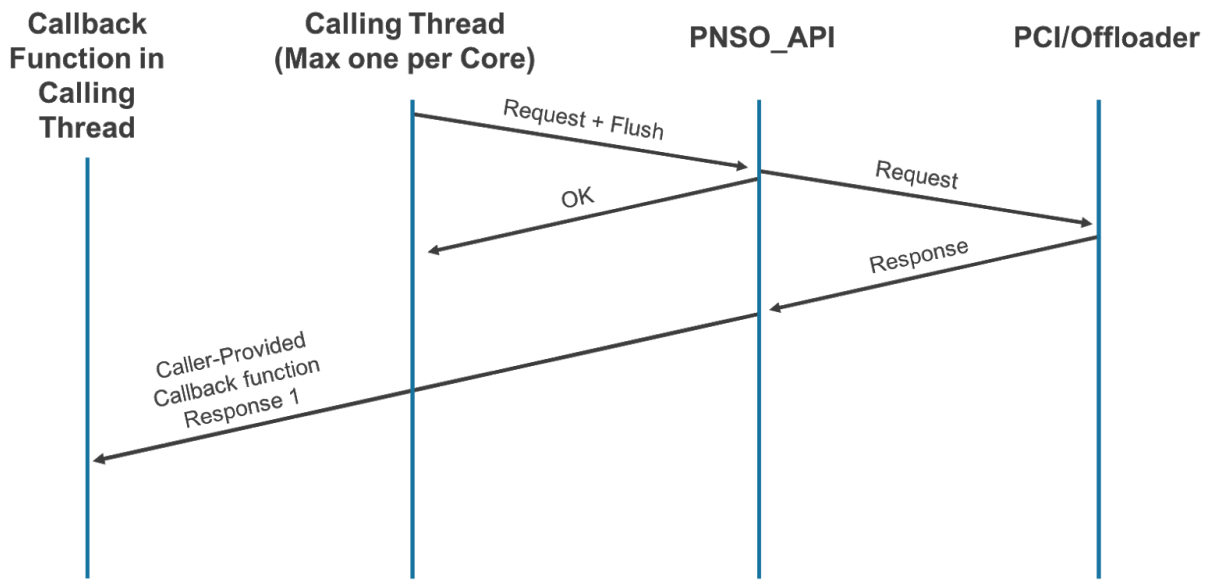 Callback
Function in
Calling
Thread
Calling Thread
(Max one per Core)
PNSO_API
PCI/Offloader
Request + Flush
Request
OK
Response
Caller-Provided
Callback function
Response 1